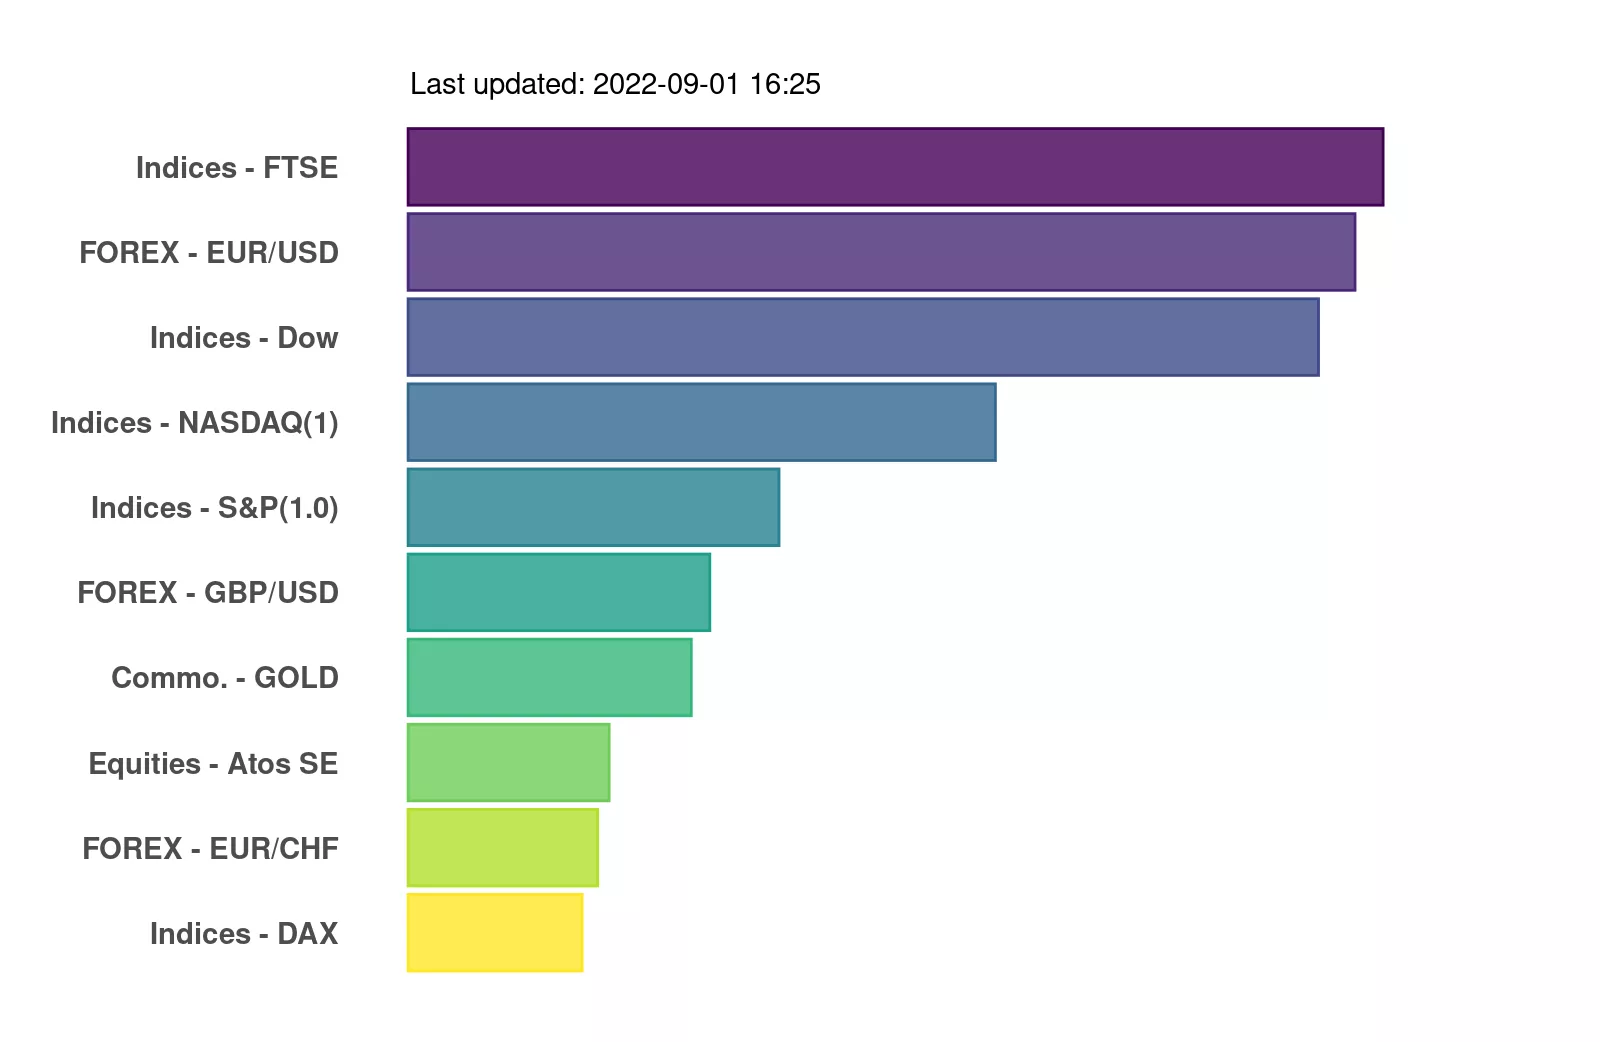 Last updated: 2022-09-01 16:25
Indices - FTSE
FOREX - EUR/USD
Indices - Dow
Indices - NASDAQ(1)
Indices - S&P(1.0)
FOREX - GBP/USD
Commo. - GOLD
Equities - Atos SE
FOREX - EUR/CHF
Indices - DAX